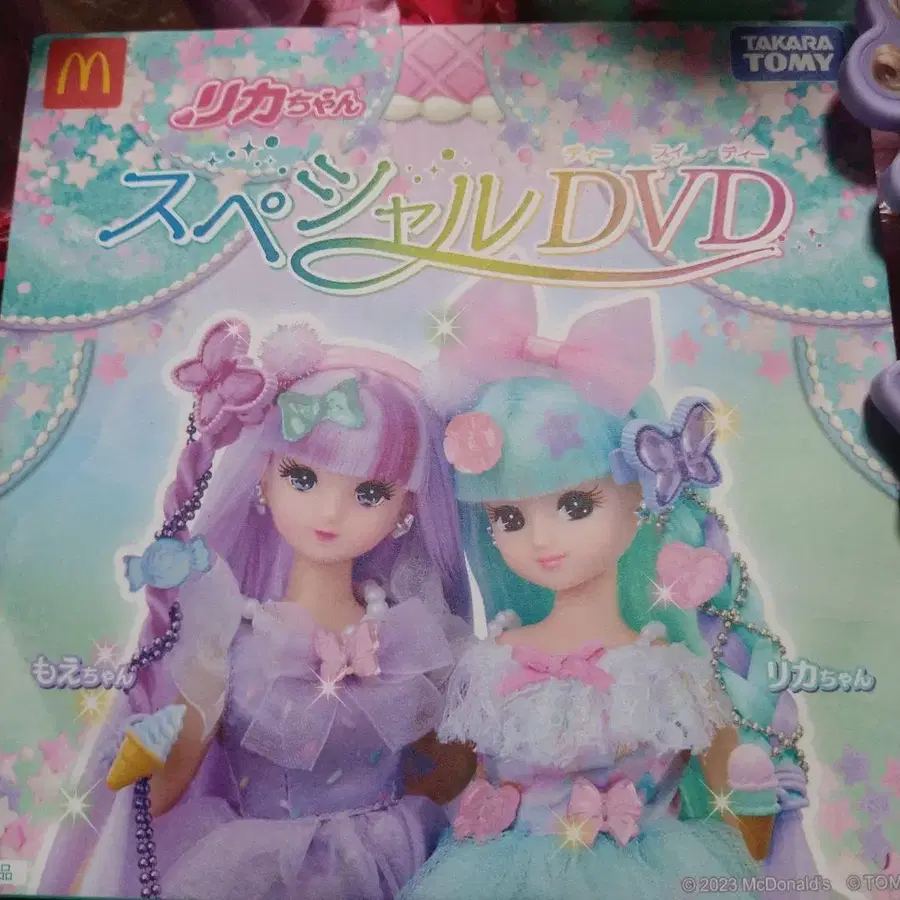 TAKARA
TOMY
リカちゃん
ディー ブイ ディー
スペシャルDVD
もえちゃん
リカちゃん
品
© 2023 McDonald's © TOM